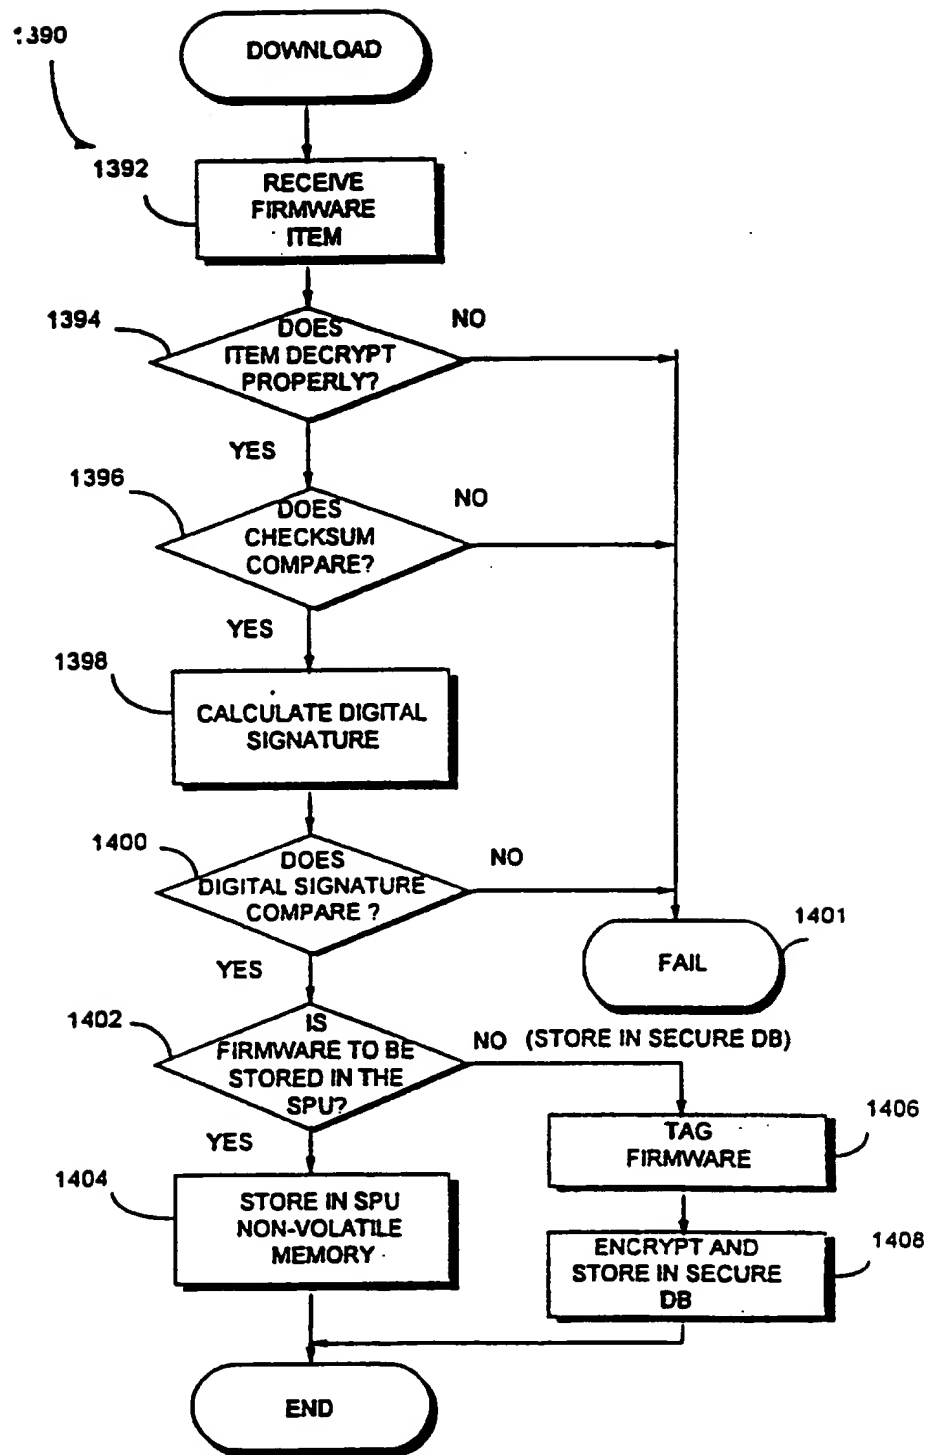 1390
DOWNLOAD
1392
RECEIVE
FIRMWARE
ITEM
1394
DOES
ITEM DECRYPT
PROPERLY?
NO
YES
1396
DOES
CHECKSUM
COMPARE?
NO
YES
1398
CALCULATE DIGITAL
SIGNATURE
1400
DOES
DIGITAL SIGNATURE
COMPARE ?
NO
1401
FAIL
YES
1402
IS
FIRMWARE TO BE
STORED IN THE
SPU?
NO (STORE IN SECURE DB)
YES
1406
TAG
FIRMWARE
1404
STORE IN SPU
NON-VOLATILE
MEMORY
1408
ENCRYPT AND
STORE IN SECURE
DB
END